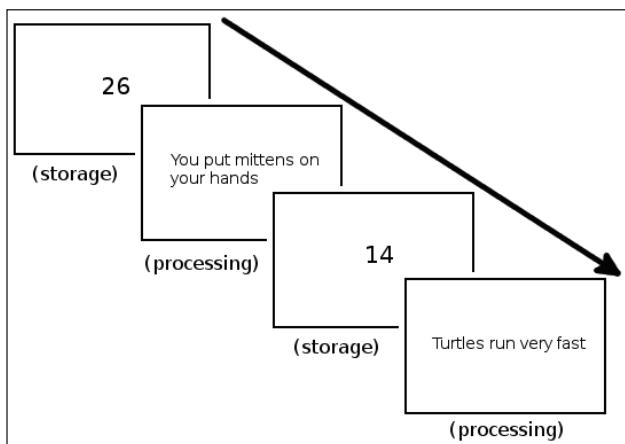 26
(storage)
You put mittens on
your hands
(processing)
14
(storage)
Turtles run very fast
(processing)